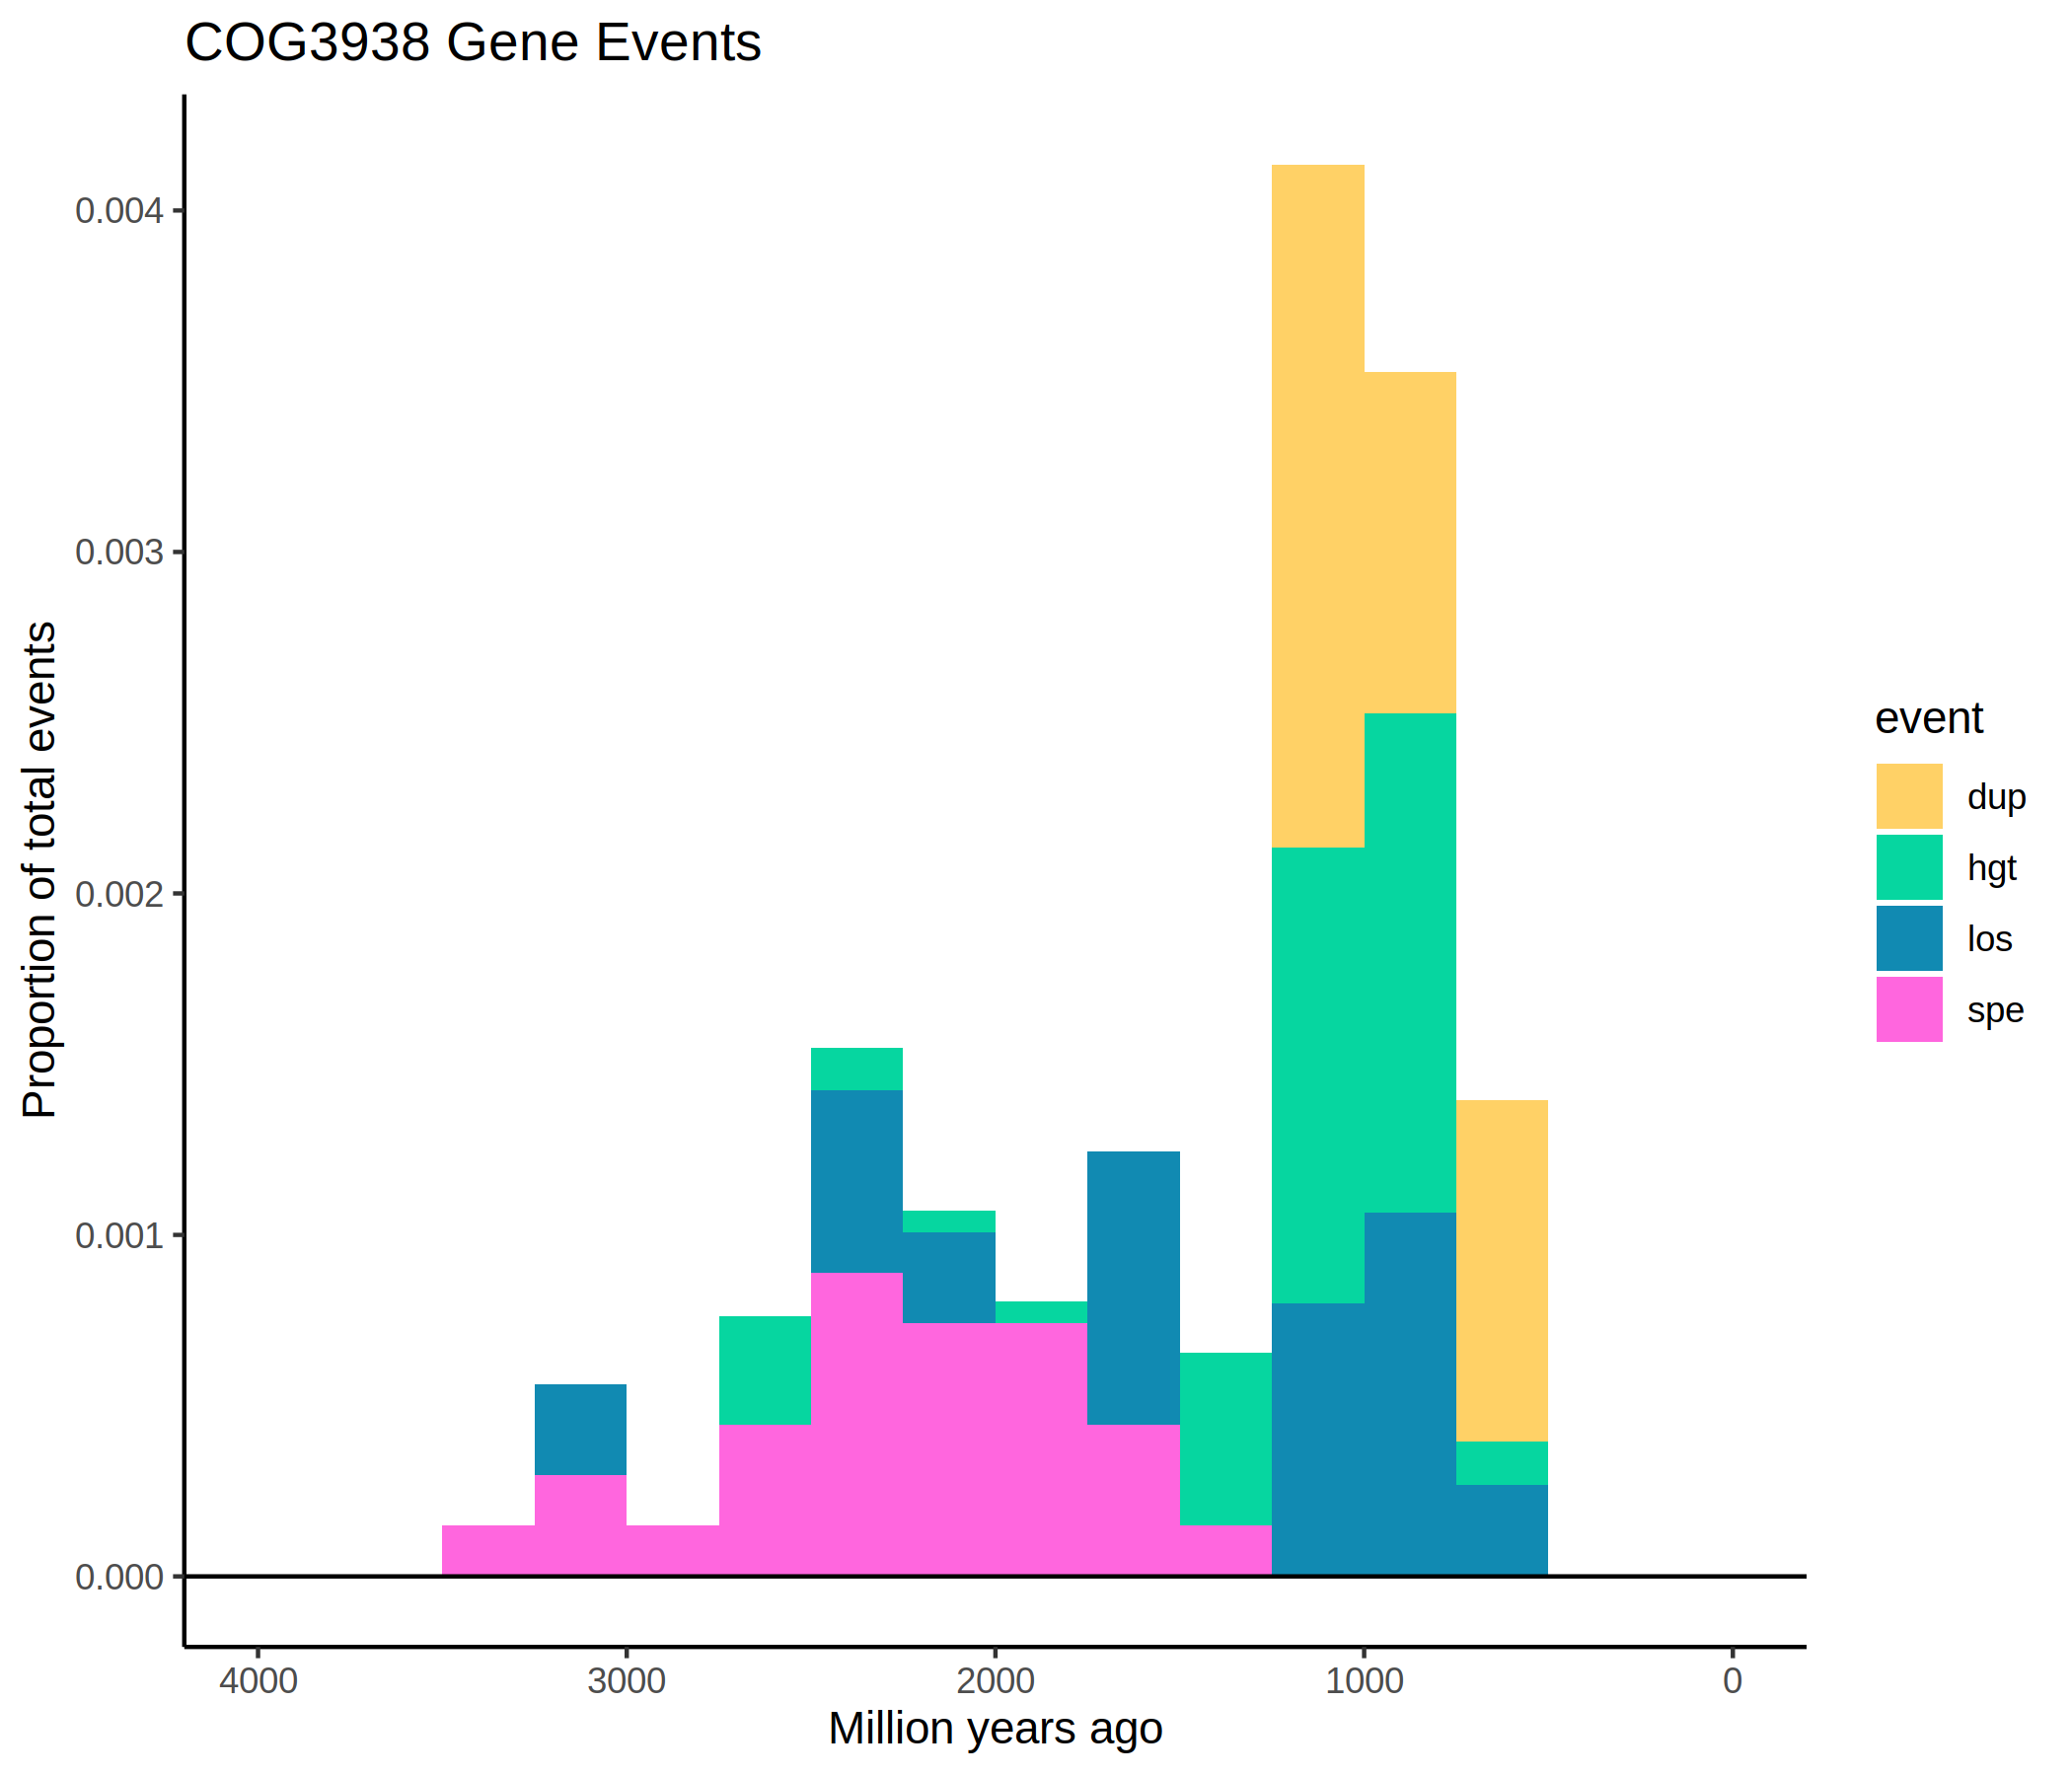 COG3938 Gene Events
Proportion of total events
0.004
0.003
0.002
0.001
0.000
4000 3000 2000 1000 0
Million years ago
event
dup
hgt
los
spe